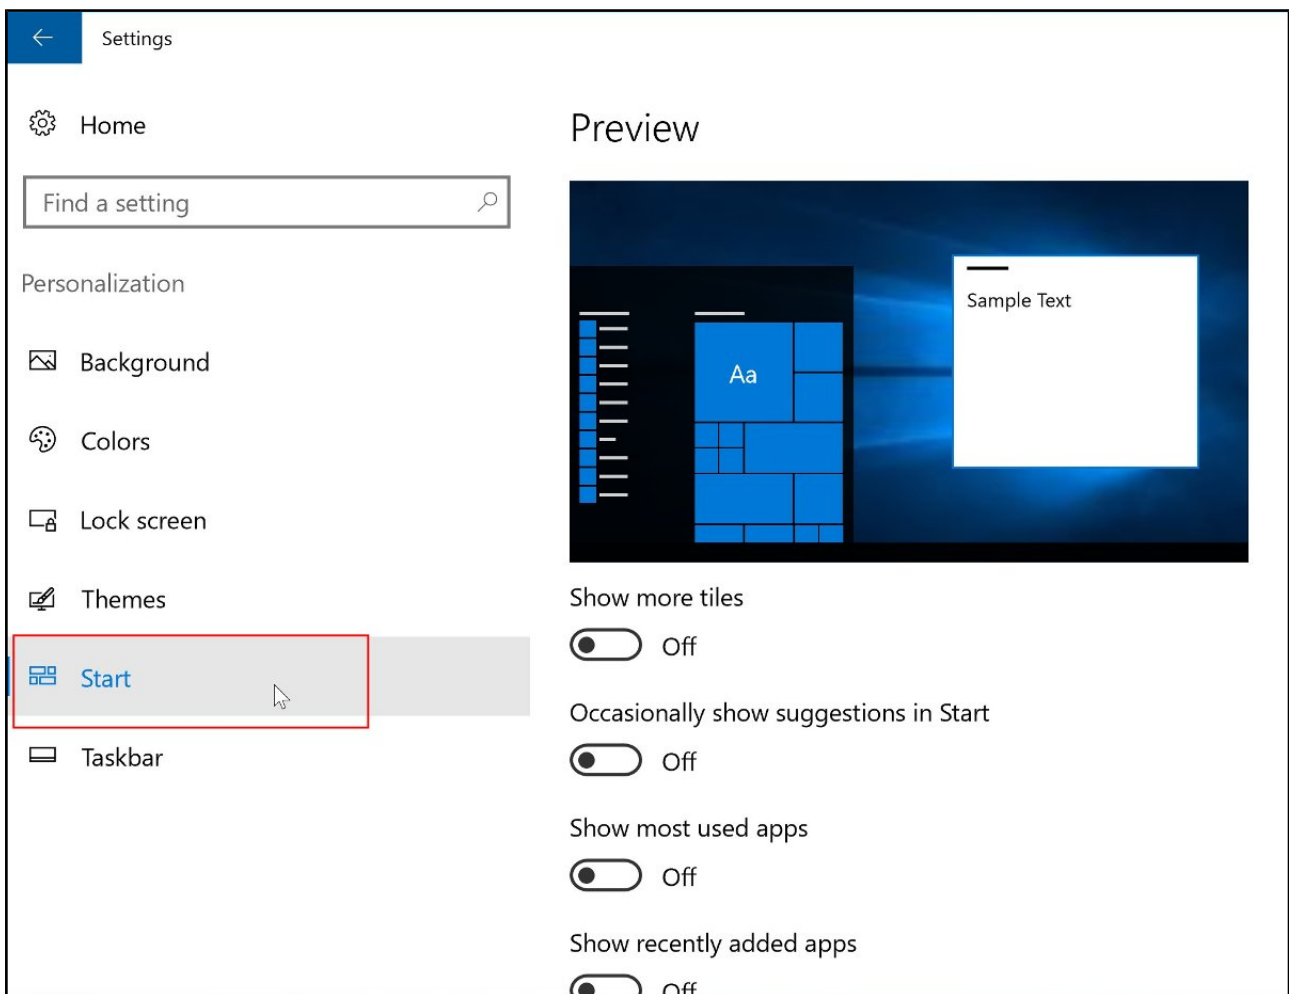 Settings
Home
Find a setting
Personalization
Background
Colors
Lock screen
Themes
Start
Taskbar
Preview
Sample Text
Aa
Show more tiles
Off
Occasionally show suggestions in Start
Off
Show most used apps
Off
Show recently added apps
Off